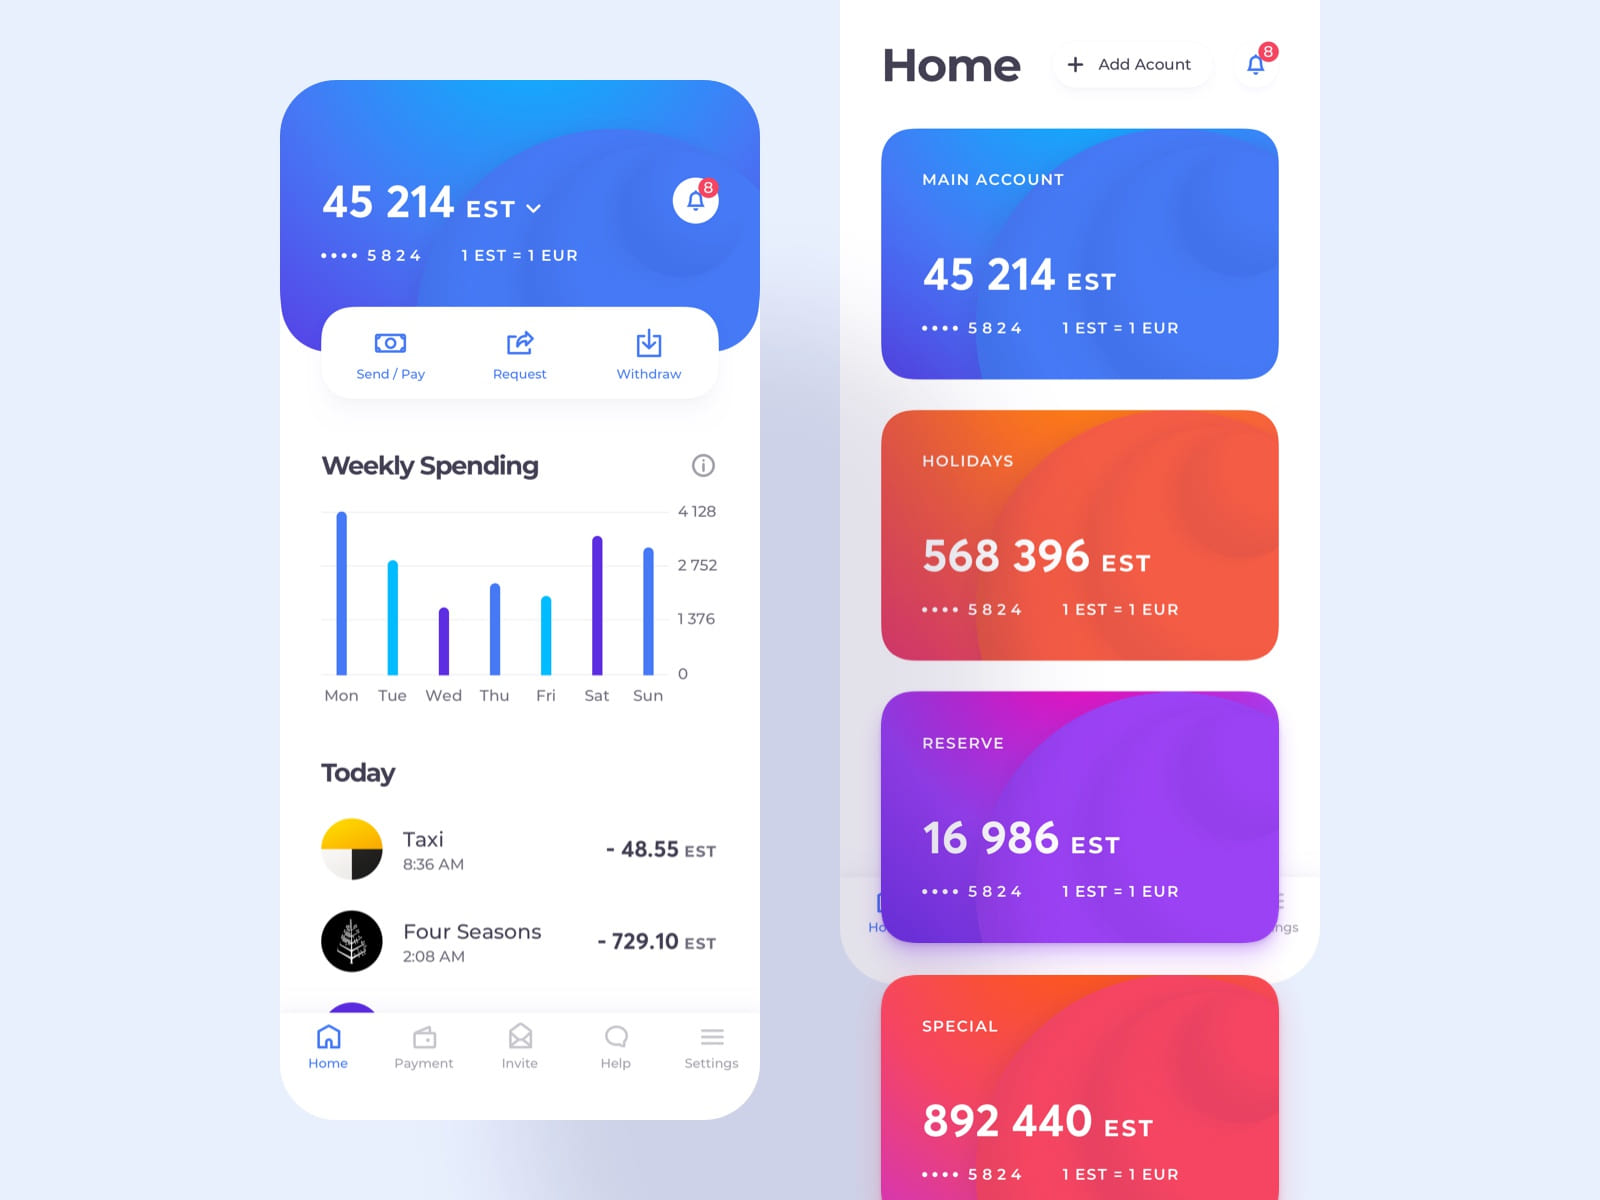 45 214 EST
8
•••• 5824 1 EST = 1 EUR
Send / Pay Request Withdraw
Weekly Spending
4 128
2 752
1 376
0
Mon Tue Wed Thu Fri Sat Sun
Today
Taxi
8:36 AM
- 48.55 EST
Four Seasons
2:08 AM
- 729.10 EST
Home Payment Invite Help Settings
Home + Add Acount
8
MAIN ACCOUNT
45 214 EST
•••• 5824 1 EST = 1 EUR
HOLIDAYS
568 396 EST
•••• 5824 1 EST = 1 EUR
RESERVE
16 986 EST
•••• 5824 1 EST = 1 EUR
Ho ngs
SPECIAL
892 440 EST
•••• 5824 1 EST = 1 EUR